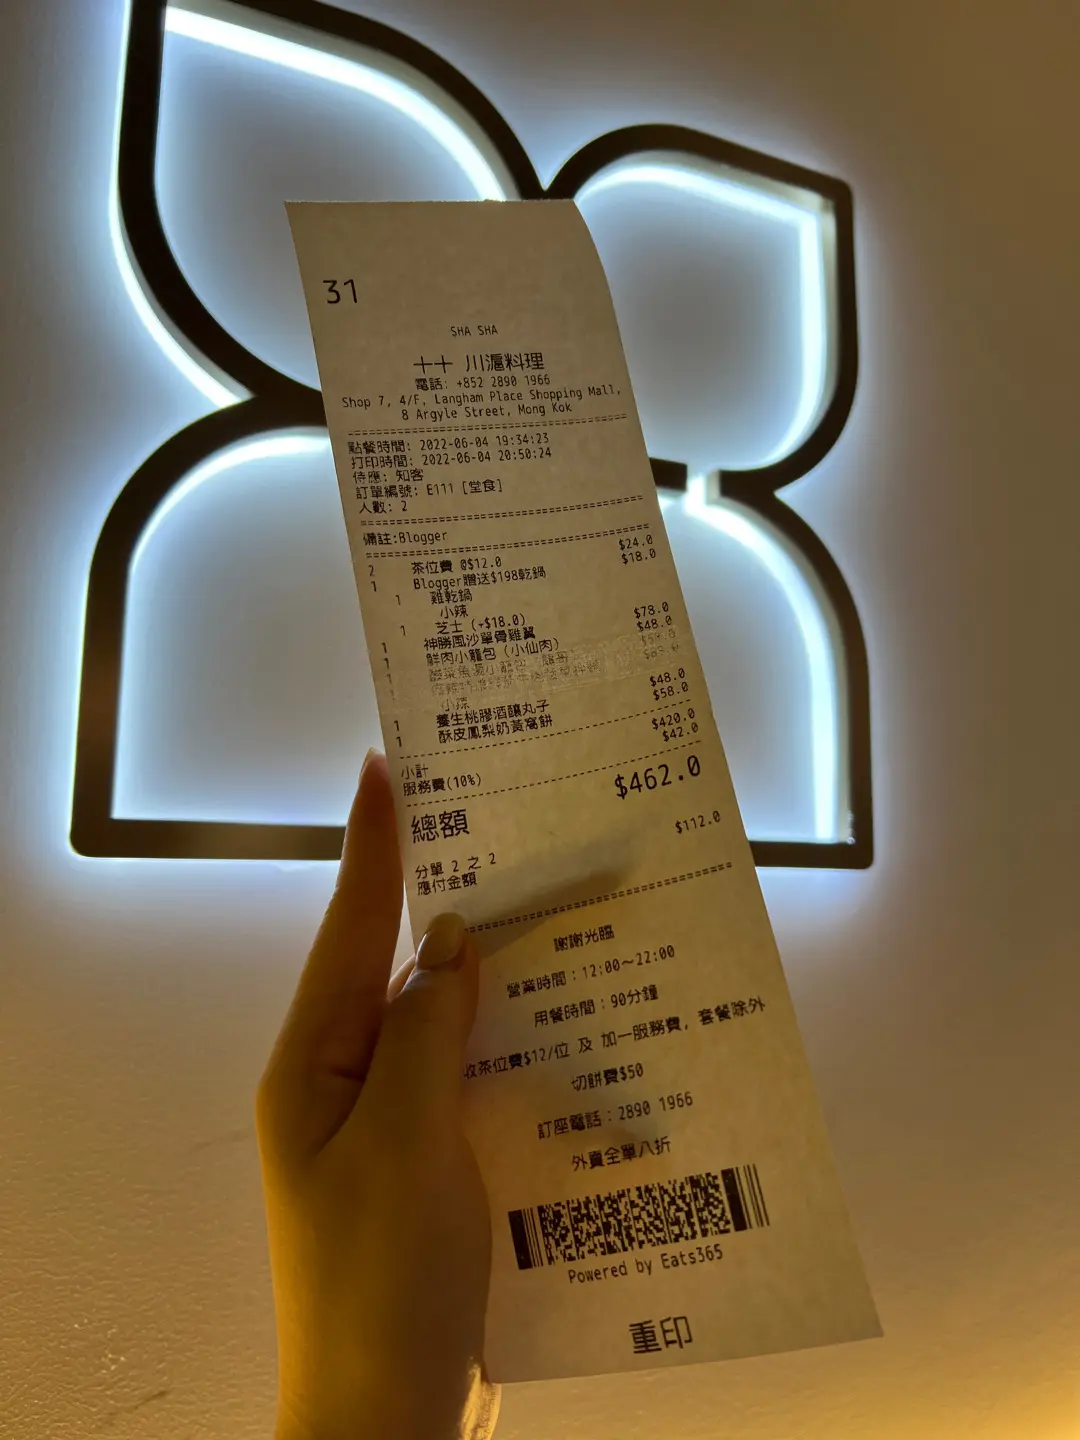 31
SHA SHA
十十 川滬料理
電話: +852 2890 1966
Shop 7, 4/F, Langham Place Shopping Mall,
8 Argyle Street, Mong Kok
點餐時間: 2022-06-04 19:34:23
打印時間: 2022-06-04 20:50:24
侍應: 知客
訂單編號: E111 [堂食]
人數: 2
備註:Blogger
2 茶位費 @$12.0 $24.0
1 Blogger贈送$198乾鍋 $18.0
1 雞乾鍋
小辣
1 芝士 (+$18.0)
1 神勝風沙單骨雞翼 $78.0
1 鮮肉小籠包 (小仙肉) $48.0
小辣
1 養生桃膠酒釀丸子 $48.0
1 酥皮鳳梨奶黃窩餅 $58.0
小計 $420.0
服務費(10%) $42.0
總額 $462.0
分單 2 之 2 $112.0
應付金額
謝謝光臨
營業時間：12:00～22:00
用餐時間：90分鐘
收茶位費$12/位 及 加一服務費, 套餐除外
切餅費$50
訂座電話：2890 1966
外賣全單八折
Powered by Eats365
重印